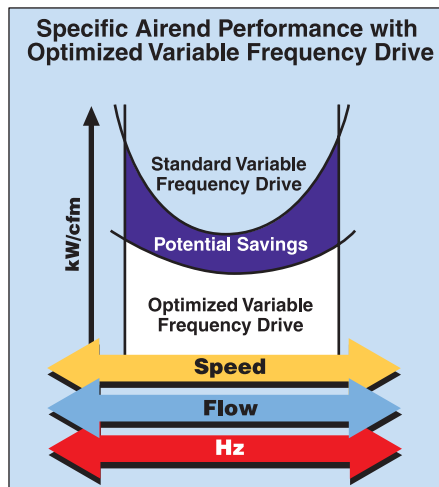 Specific Airend Performance with
Optimized Variable Frequency Drive
kW/cfm
Standard Variable
Frequency Drive
Potential Savings
Optimized Variable
Frequency Drive
Speed
Flow
Hz